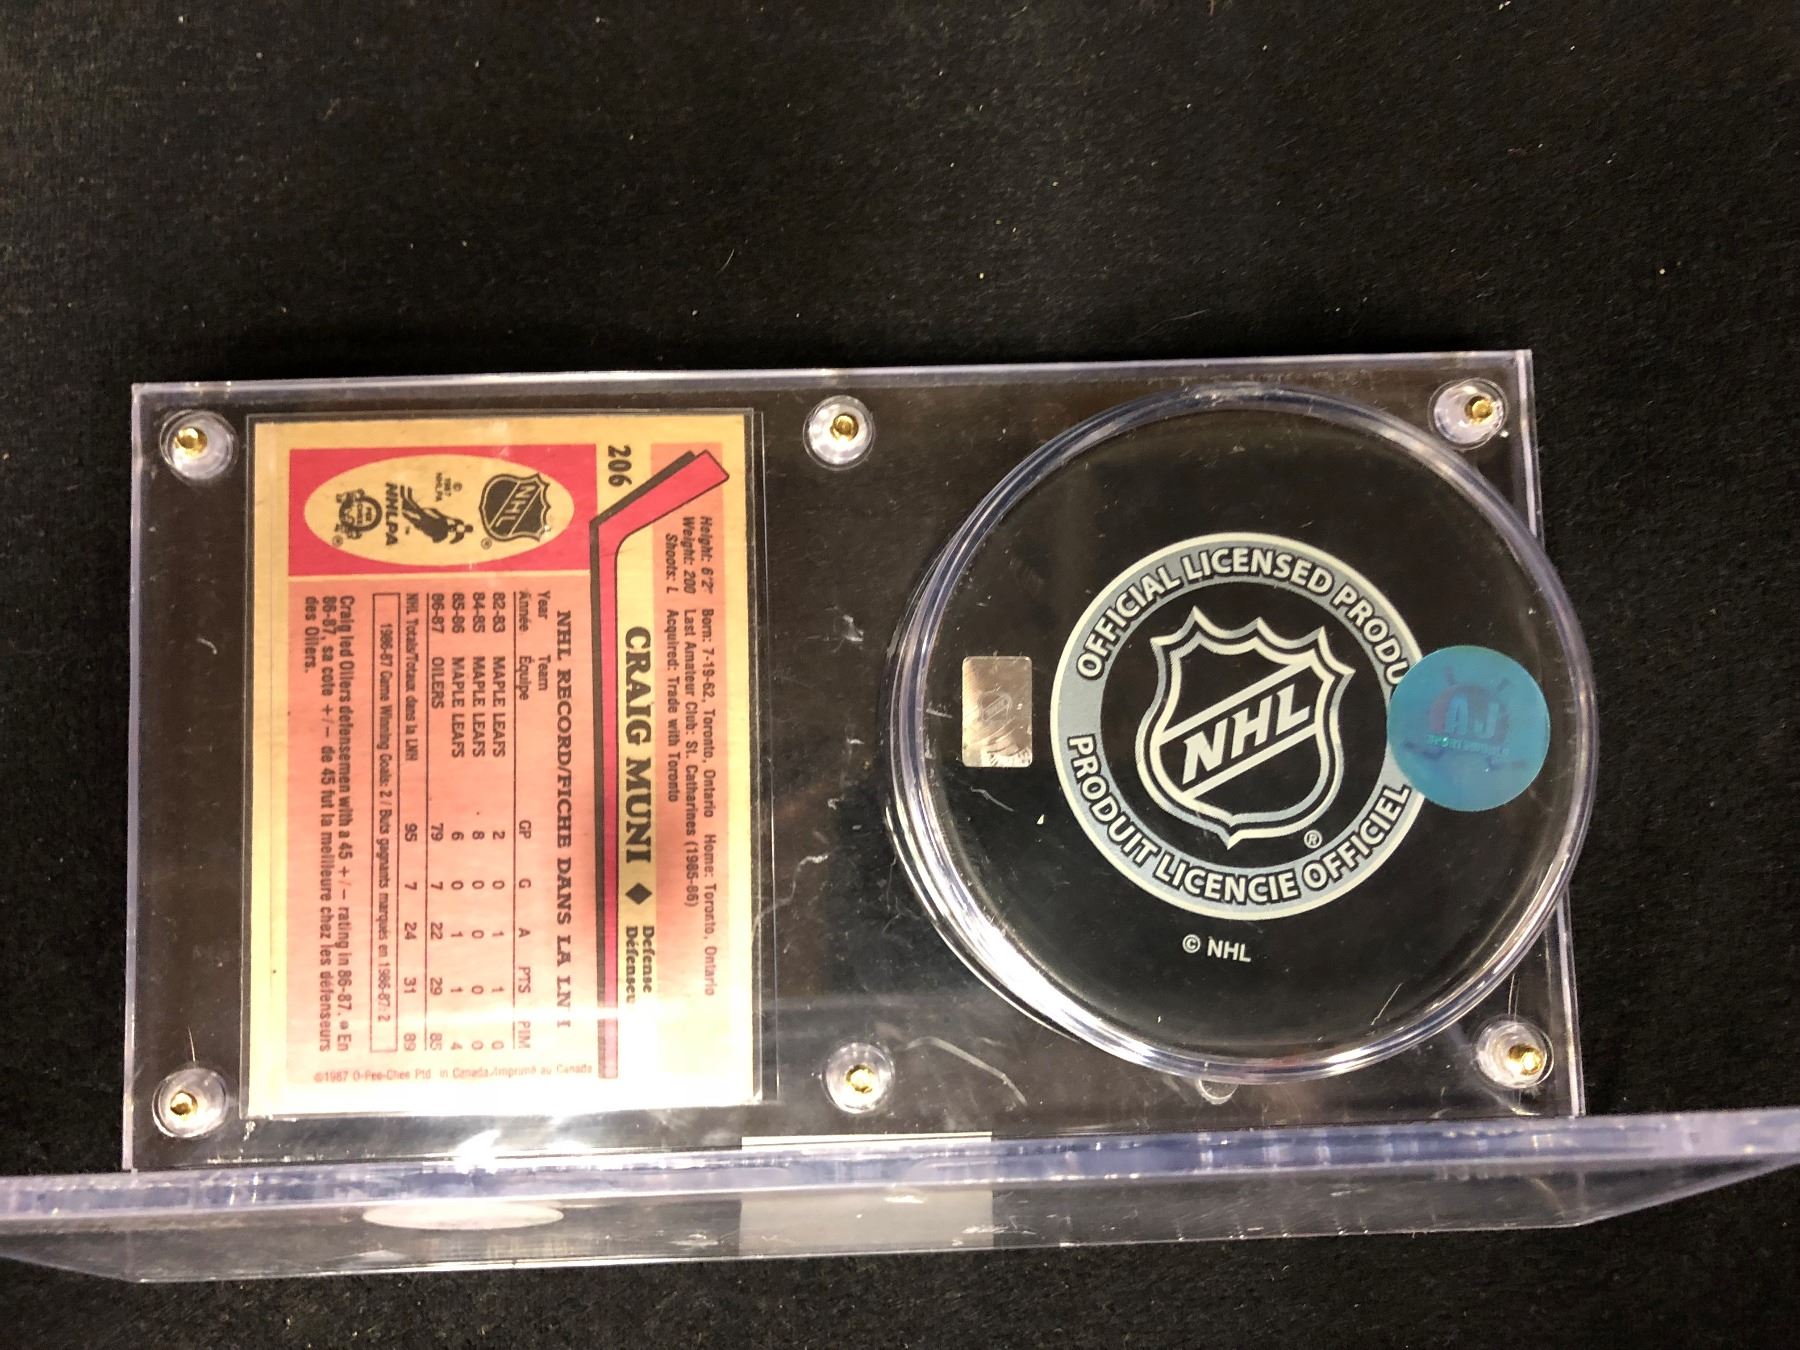 206
Height: 6'2" Born: 7-19-62, Toronto, Ontario Home: Toronto, Ontario
Weight: 200 Last Amateur Club: St. Catharines (1985-86)
Shoots: L Acquired: Trade with Toronto
CRAIG MUNI ◆ Defense
Défenseur
NHL
®
© 1987 NHLPA
NHLPA
™
®
NHL RECORD/FICHE DANS LA LNH
Year Team
Année Équipe GP G A PTS PIM
82-83 MAPLE LEAFS 2 0 1 1 0
84-85 MAPLE LEAFS 8 0 0 0 0
85-86 MAPLE LEAFS 6 0 1 1 4
86-87 OILERS 79 7 22 29 85
NHL Totals/Totaux dans la LNH 95 7 24 31 89
1986-87 Game Winning Goals: 2 / Buts gagnants marqués en 1986-87: 2
Craig led Oilers defensemen with a 45 +/- rating in 86-87. • En
86-87, sa cote +/- de 45 fut la meilleure chez les défenseurs
des Oilers.
©1987 O-Pee-Chee Ptd. in Canada/Imprimé au Canada
OFFICIAL LICENSED PRODU
NHL
®
PRODUIT LICENCIE OFFICIEL
© NHL
AJ
SPORTSWORLD